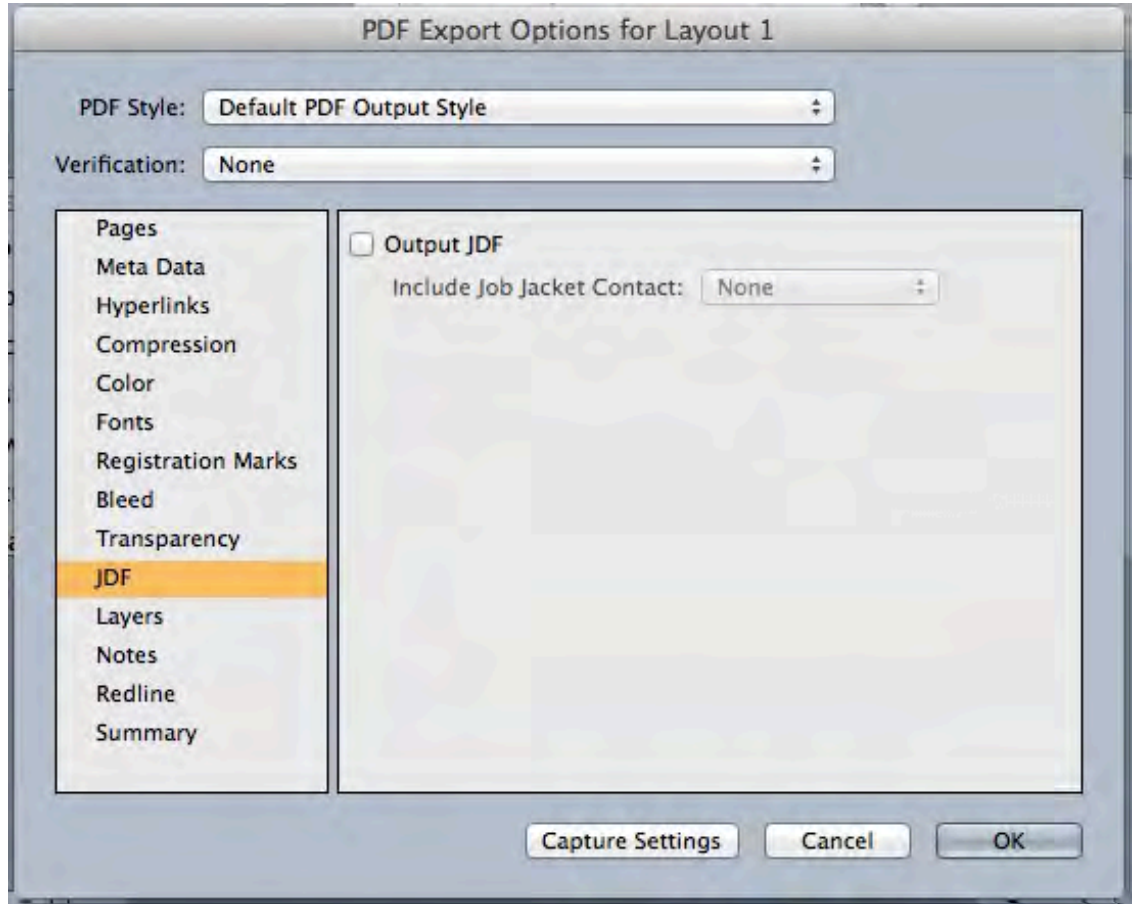 PDF Export Options for Layout 1
PDF Style: Default PDF Output Style
Verification: None
Pages
Meta Data
Hyperlinks
Compression
Color
Fonts
Registration Marks
Bleed
Transparency
JDF
Layers
Notes
Redline
Summary
Output JDF
Include Job Jacket Contact: None
Capture Settings
Cancel
OK